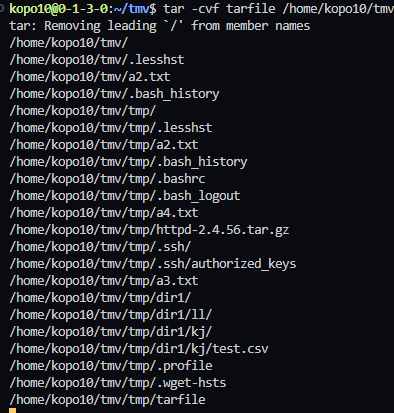 kopo10@0-1-3-0:~/tmv$ tar -cvf tarfile /home/kopo10/tmv
tar: Removing leading `/' from member names
/home/kopo10/tmv/
/home/kopo10/tmv/.lesshst
/home/kopo10/tmv/a2.txt
/home/kopo10/tmv/.bash_history
/home/kopo10/tmv/tmp/
/home/kopo10/tmv/tmp/.lesshst
/home/kopo10/tmv/tmp/a2.txt
/home/kopo10/tmv/tmp/.bash_history
/home/kopo10/tmv/tmp/.bashrc
/home/kopo10/tmv/tmp/.bash_logout
/home/kopo10/tmv/tmp/a4.txt
/home/kopo10/tmv/tmp/httpd-2.4.56.tar.gz
/home/kopo10/tmv/tmp/.ssh/
/home/kopo10/tmv/tmp/.ssh/authorized_keys
/home/kopo10/tmv/tmp/a3.txt
/home/kopo10/tmv/tmp/dir1/
/home/kopo10/tmv/tmp/dir1/ll/
/home/kopo10/tmv/tmp/dir1/kj/
/home/kopo10/tmv/tmp/dir1/kj/test.csv
/home/kopo10/tmv/tmp/.profile
/home/kopo10/tmv/tmp/.wget-hsts
/home/kopo10/tmv/tmp/tarfile